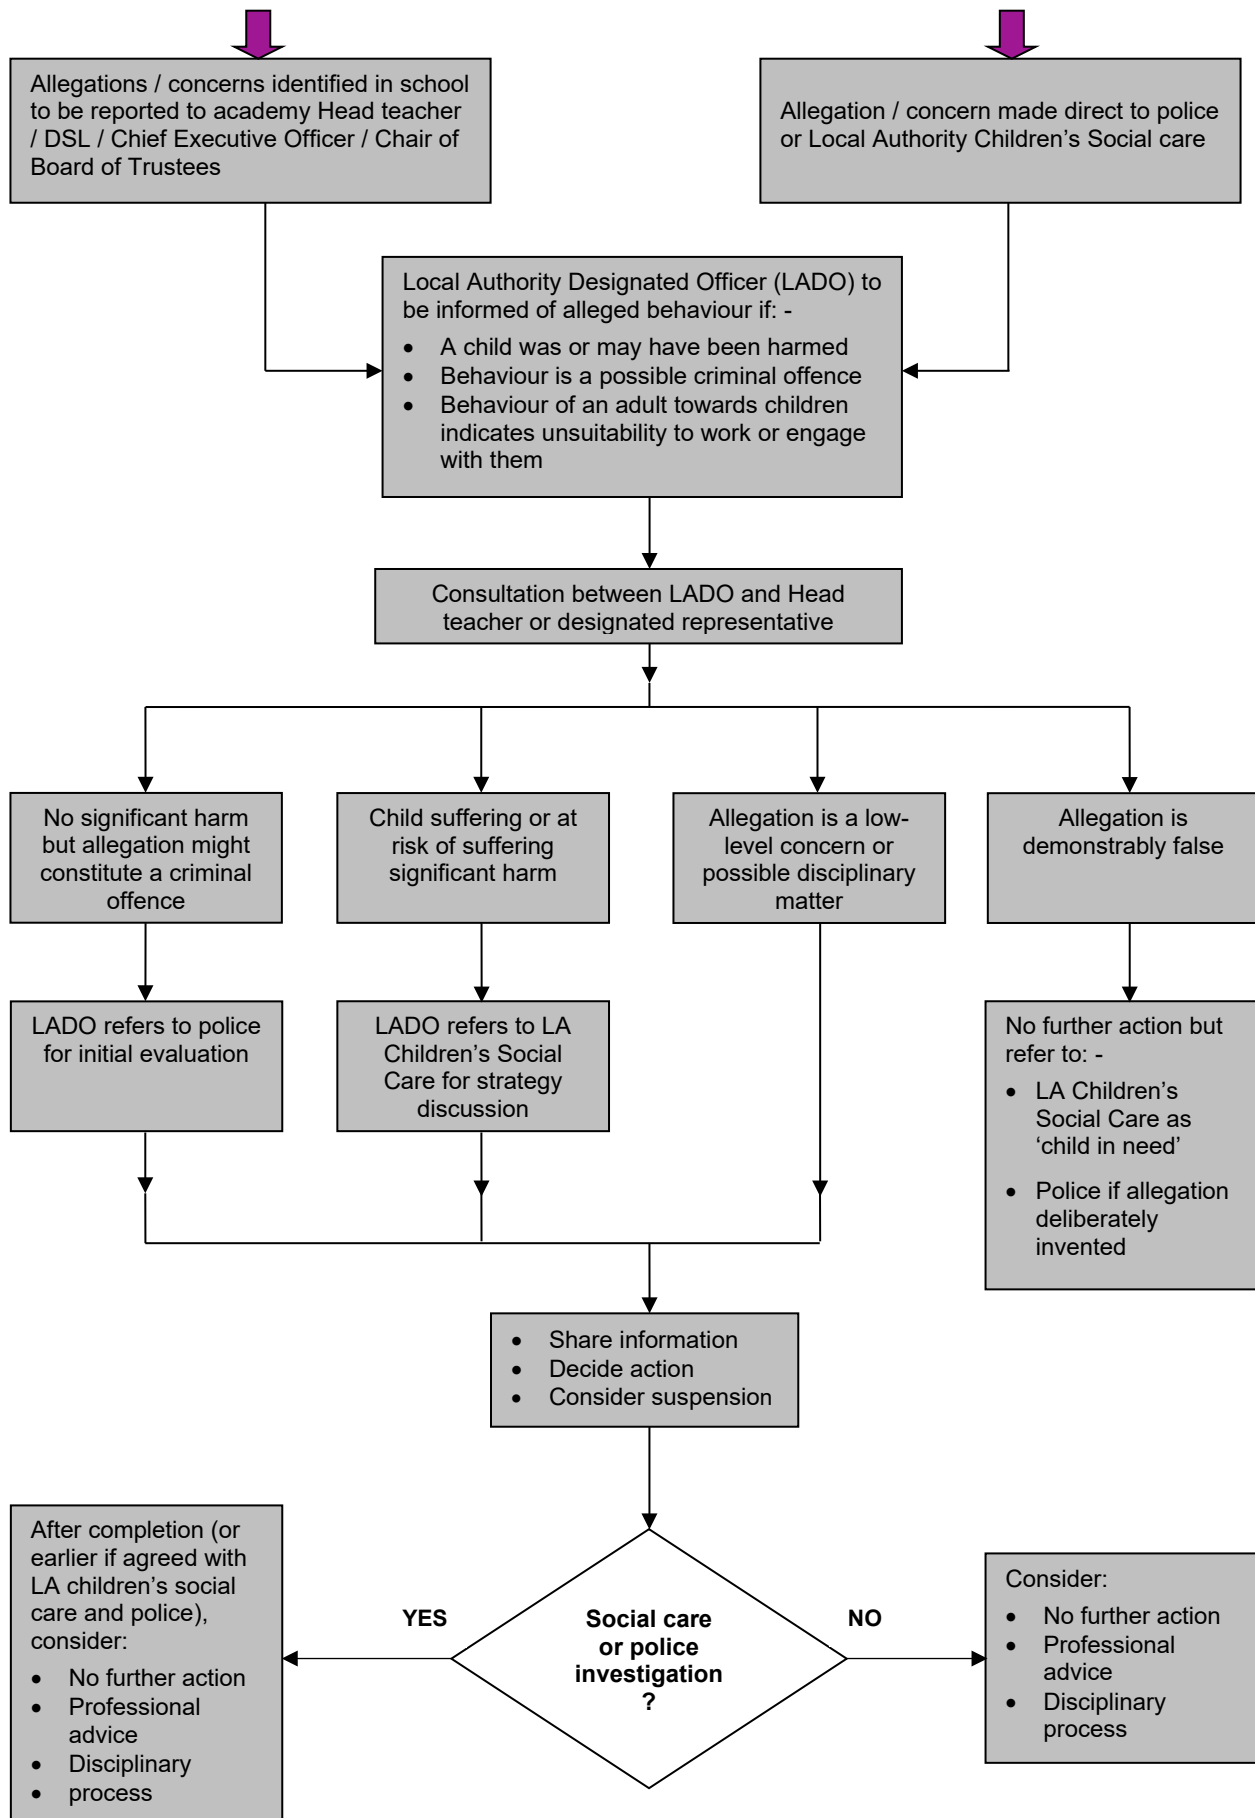 Allegations / concerns identified in school
to be reported to academy Head teacher
/ DSL / Chief Executive Officer / Chair of
Board of Trustees
Allegation / concern made direct to police
or Local Authority Children’s Social care
Local Authority Designated Officer (LADO) to
be informed of alleged behaviour if: -
• A child was or may have been harmed
• Behaviour is a possible criminal offence
• Behaviour of an adult towards children
indicates unsuitability to work or engage
with them
Consultation between LADO and Head
teacher or designated representative
No significant harm
but allegation might
constitute a criminal
offence
Child suffering or at
risk of suffering
significant harm
Allegation is a low-
level concern or
possible disciplinary
matter
Allegation is
demonstrably false
LADO refers to police
for initial evaluation
LADO refers to LA
Children’s Social
Care for strategy
discussion
No further action but
refer to: -
• LA Children’s
Social Care as
‘child in need’
• Police if allegation
deliberately
invented
• Share information
• Decide action
• Consider suspension
After completion (or
earlier if agreed with
LA children’s social
care and police),
consider:
• No further action
• Professional
advice
• Disciplinary
• process
YES
Social care
or police
investigation
?
NO
Consider:
• No further action
• Professional
advice
• Disciplinary
process